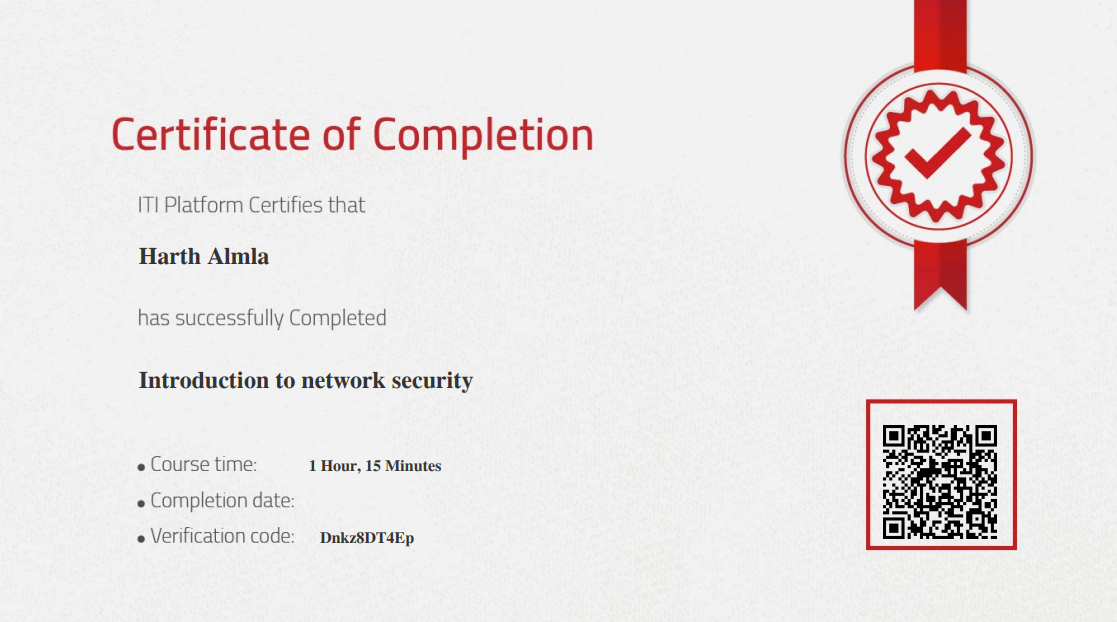 Certificate of Completion
ITI Platform Certifies that
Harth Almla
has successfully Completed
Introduction to network security
• Course time: 1 Hour, 15 Minutes
• Completion date:
• Verification code: Dnkz8DT4Ep